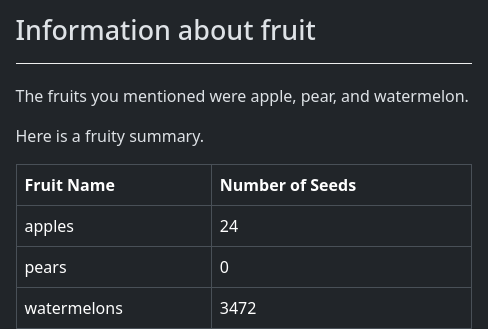 Information about fruit
The fruits you mentioned were apple, pear, and watermelon.
Here is a fruity summary.
Fruit Name Number of Seeds
apples 24
pears 0
watermelons 3472